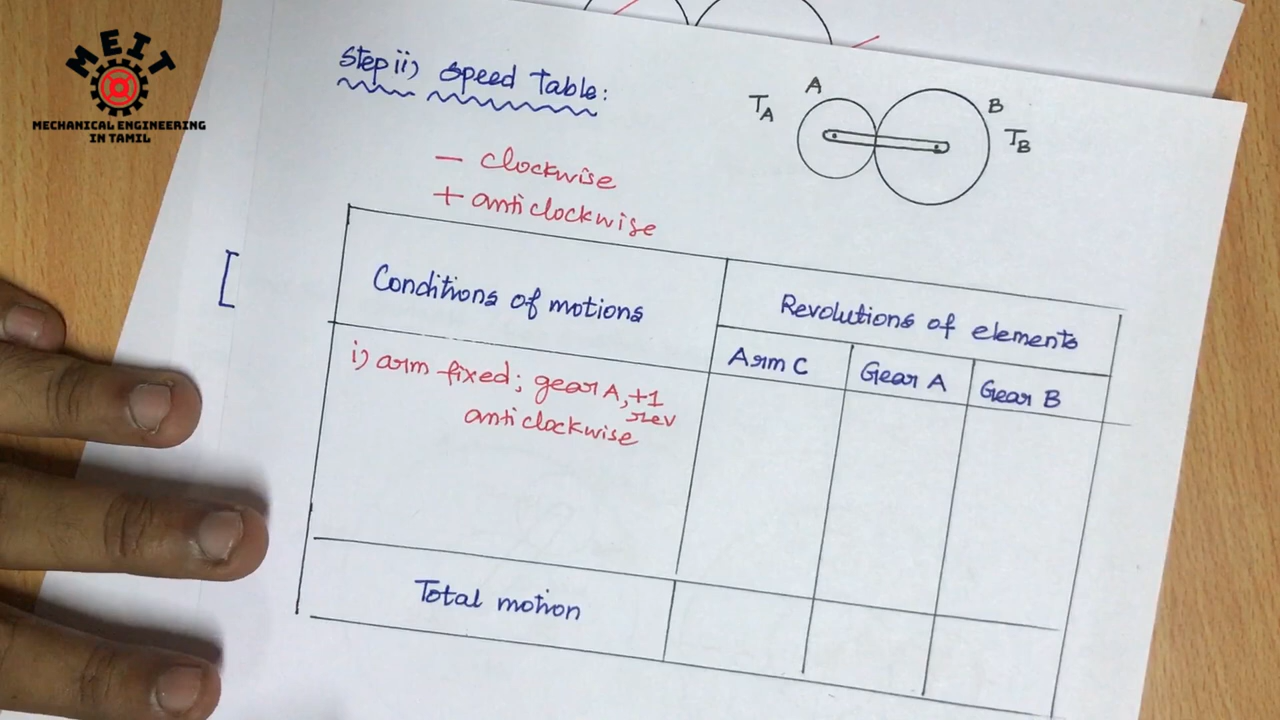 MEIT
MECHANICAL ENGINEERING
IN TAMIL
Step ii) Speed Table:
A
B
TA
TB
- clockwise
+ anticlockwise
[
Conditions of motions
Revolutions of elements
Arm C
Gear A
Gear B
i) arm fixed; gear A, +1
rev
anticlockwise
Total motion